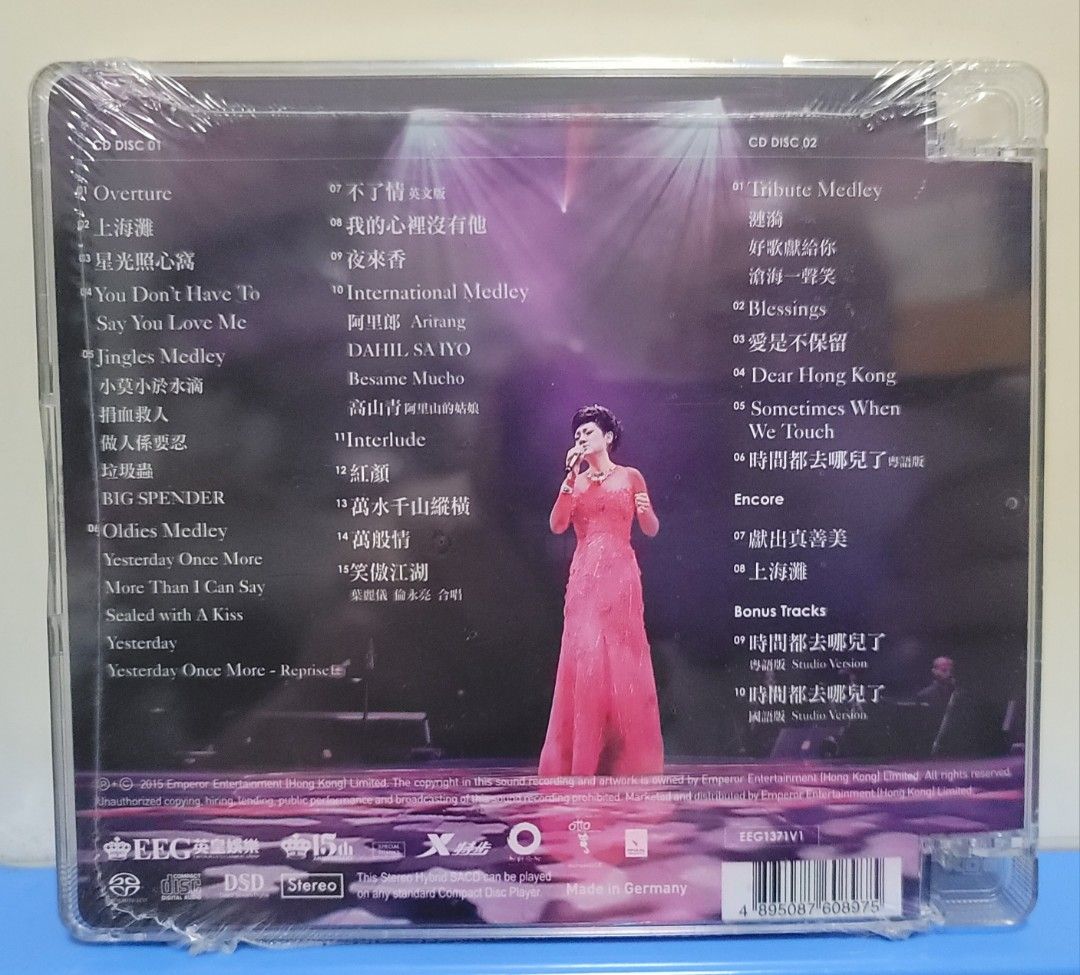 CD DISC 01
01 Overture
02 上海灘
03 星光照心窩
04 You Don't Have To
Say You Love Me
05 Jingles Medley
小莫小於水滴
捐血救人
做人係要忍
垃圾蟲
BIG SPENDER
06 Oldies Medley
Yesterday Once More
More Than I Can Say
Sealed with A Kiss
Yesterday
Yesterday Once More - Reprise
07 不了情 英文版
08 我的心裡沒有他
09 夜來香
10 International Medley
阿里郎 Arirang
DAHIL SA IYO
Besame Mucho
高山青 阿里山的姑娘
11 Interlude
12 紅顏
13 萬水千山縱橫
14 萬般情
15 笑傲江湖
葉麗儀 倫永亮 合唱
CD DISC 02
01 Tribute Medley
漣漪
好歌獻給你
滄海一聲笑
02 Blessings
03 愛是不保留
04 Dear Hong Kong
05 Sometimes When
We Touch
06 時間都去哪兒了 粵語版
Encore
07 獻出真善美
08 上海灘
Bonus Tracks
09 時間都去哪兒了
粵語版 Studio Version
10 時間都去哪兒了
國語版 Studio Version
℗+© 2015 Emperor Entertainment (Hong Kong) Limited. The copyright in this sound recording and artwork is owned by Emperor Entertainment (Hong Kong) Limited. All rights reserved.
Unauthorized copying, hiring, lending, public performance and broadcasting of this sound recording prohibited. Marketed and distributed by Emperor Entertainment (Hong Kong) Limited.
EEG 英皇娛樂 15th X 特步 otto EEG1371V1
COMPACT disc DIGITAL AUDIO DSD Stereo
This Stereo Hybrid SACD can be played
on any standard Compact Disc Player.
Made in Germany
4 895087 608975